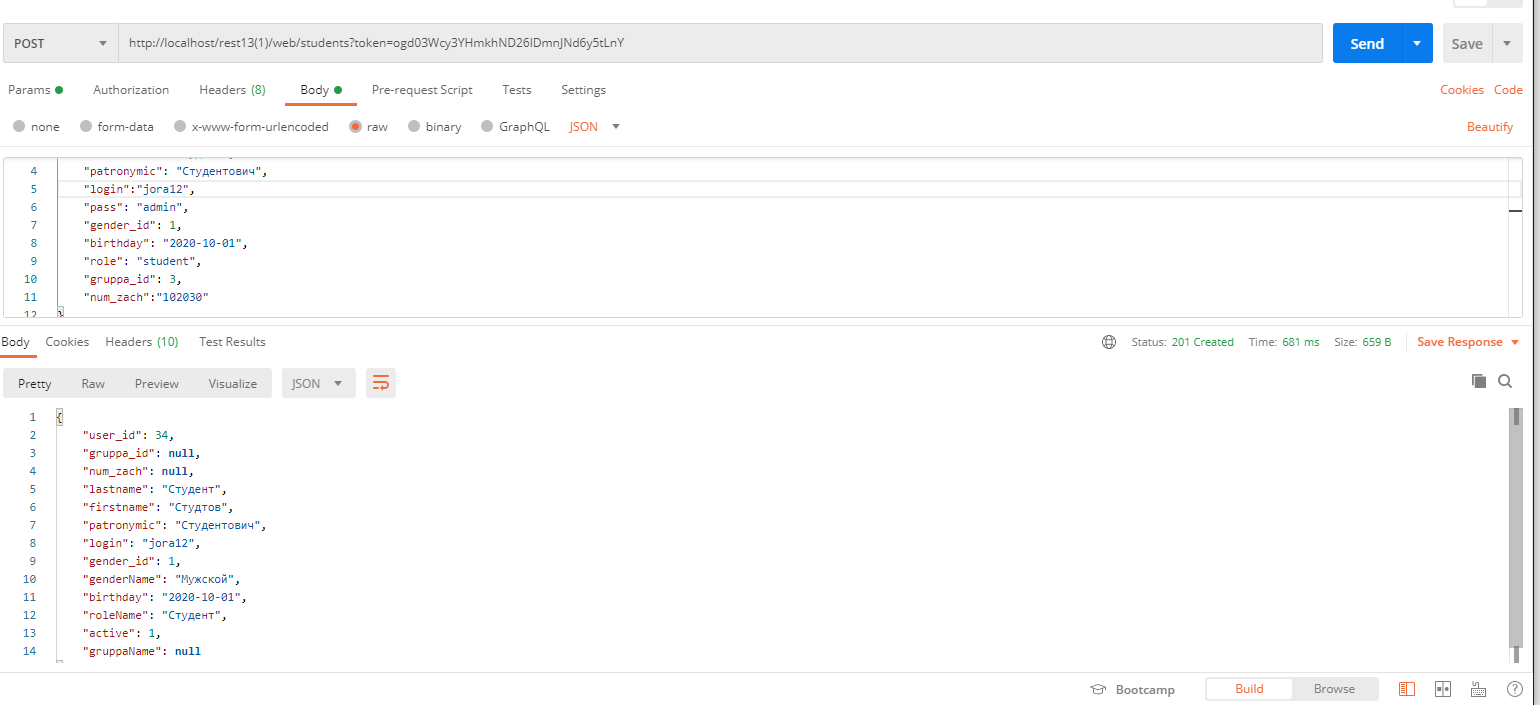 POST http://localhost/rest13(1)/web/students?token=ogd03Wcy3YHmkhND26IDmnJNd6y5tLnY Send Save
Params Authorization Headers (8) Body Pre-request Script Tests Settings Cookies Code
none form-data x-www-form-urlencoded raw binary GraphQL JSON Beautify
4 "patronymic": "Студентович",
5 "login":"jora12",
6 "pass": "admin",
7 "gender_id": 1,
8 "birthday": "2020-10-01",
9 "role": "student",
10 "gruppa_id": 3,
11 "num_zach":"102030"
12 }
Body Cookies Headers (10) Test Results Status: 201 Created Time: 681 ms Size: 659 B Save Response
Pretty Raw Preview Visualize JSON
1 {
2 "user_id": 34,
3 "gruppa_id": null,
4 "num_zach": null,
5 "lastname": "Студент",
6 "firstname": "Студтов",
7 "patronymic": "Студентович",
8 "login": "jora12",
9 "gender_id": 1,
10 "genderName": "Мужской",
11 "birthday": "2020-10-01",
12 "roleName": "Студент",
13 "active": 1,
14 "gruppaName": null
Bootcamp Build Browse